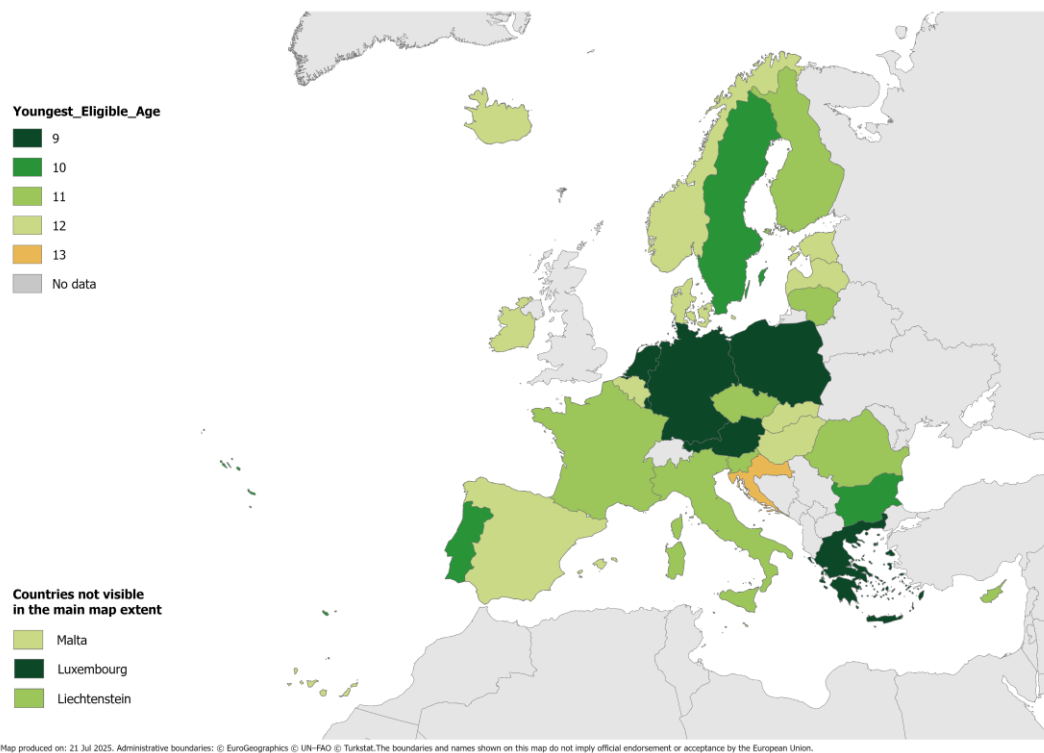 Youngest_Eligible_Age
9
10
11
12
13
No data
Countries not visible
in the main map extent
Malta
Luxembourg
Liechtenstein
Map produced on: 21 Jul 2025. Administrative boundaries: © EuroGeographics © UN–FAO © Turkstat.The boundaries and names shown on this map do not imply official endorsement or acceptance by the European Union.